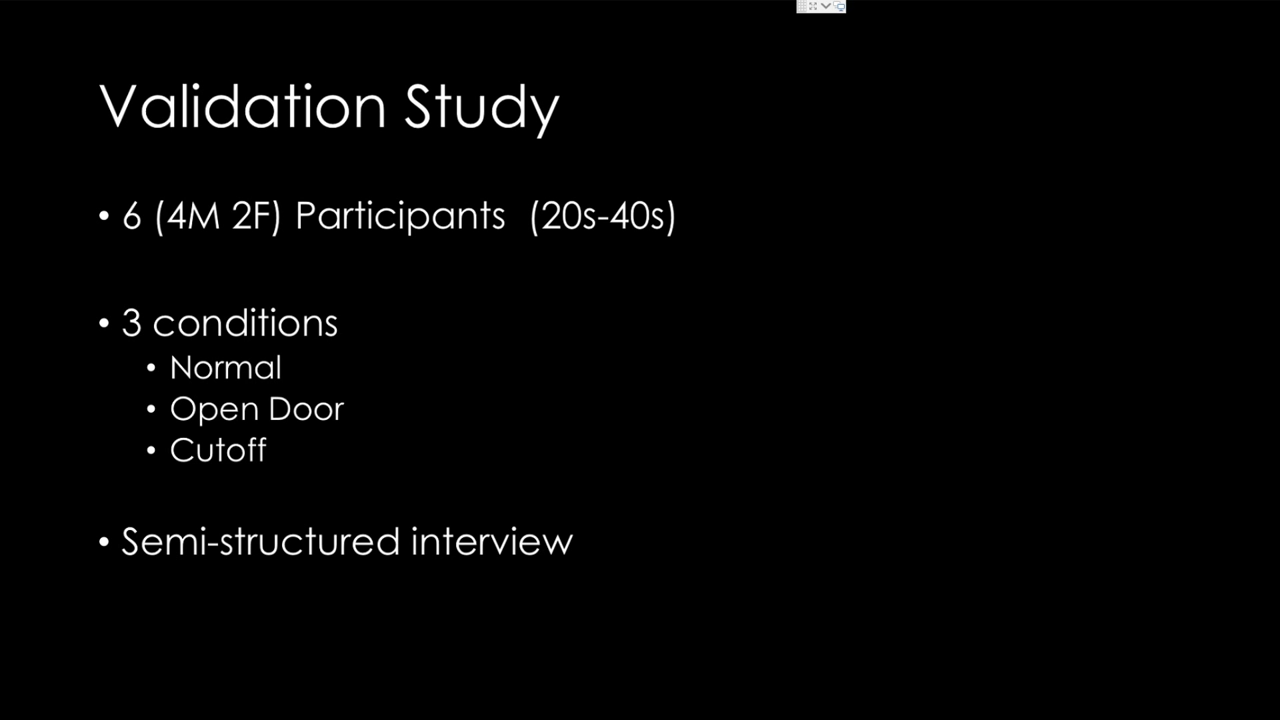 Validation Study
• 6 (4M 2F) Participants (20s-40s)
• 3 conditions
• Normal
• Open Door
• Cutoff
• Semi-structured interview